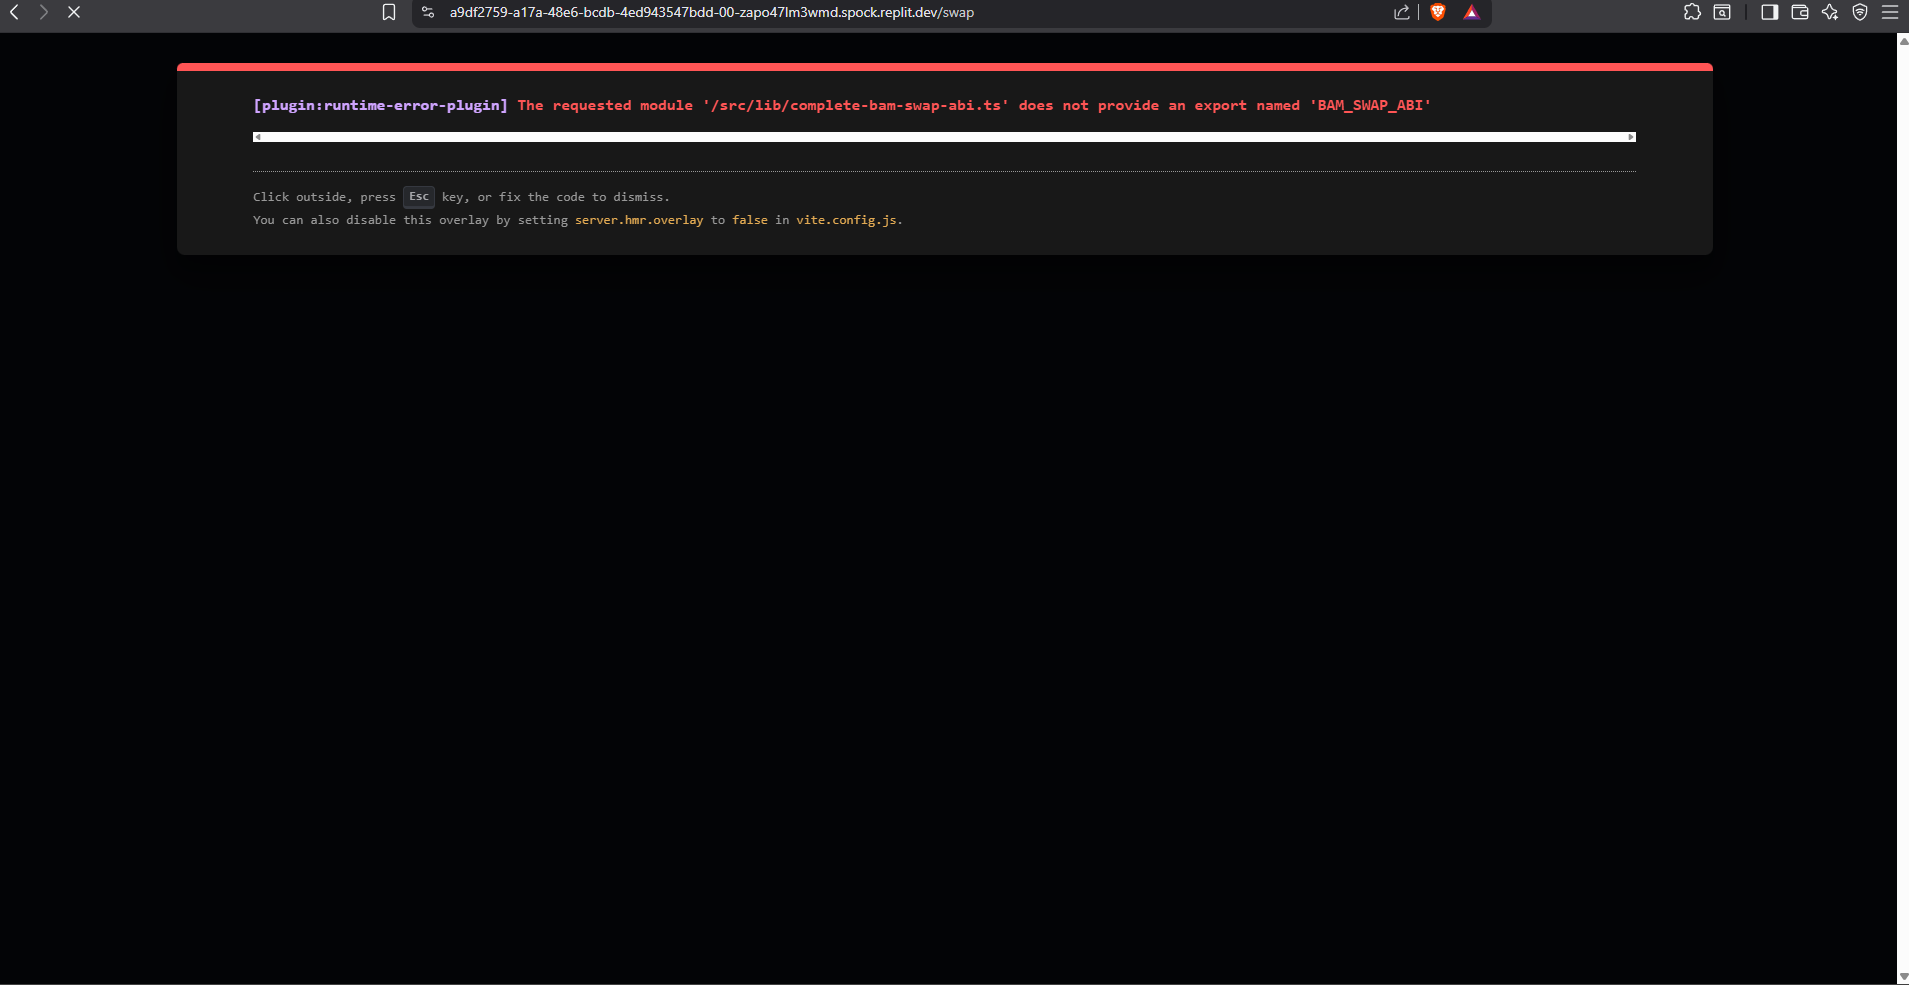 a9df2759-a17a-48e6-bcdb-4ed943547bdd-00-zapo47lm3wmd.spock.replit.dev/swap
[plugin:runtime-error-plugin] The requested module '/src/lib/complete-bam-swap-abi.ts' does not provide an export named 'BAM_SWAP_ABI'
Click outside, press Esc key, or fix the code to dismiss.
You can also disable this overlay by setting server.hmr.overlay to false in vite.config.js.